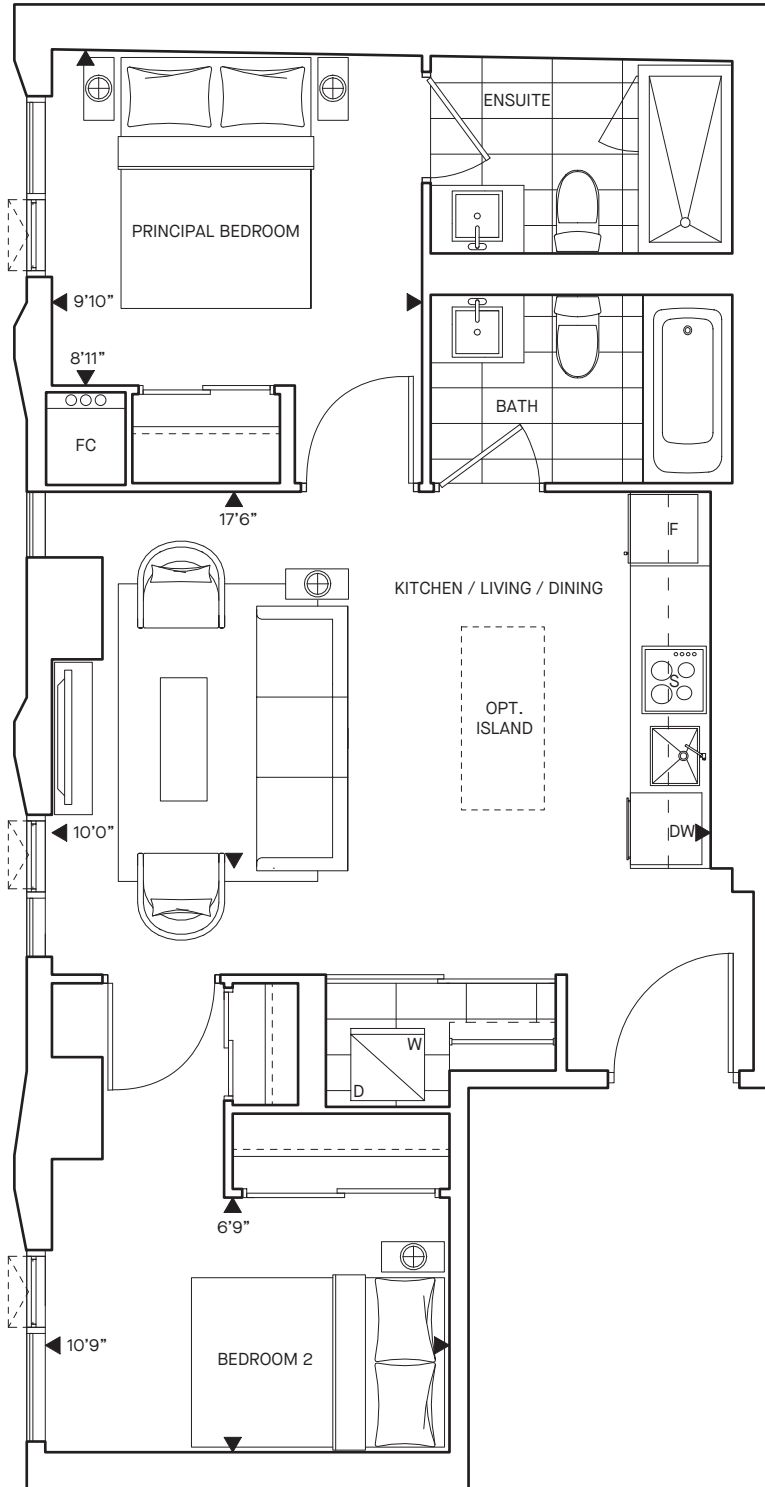 ENSUITE
PRINCIPAL BEDROOM
9’10”
8’11”
FC
BATH
17’6”
F
KITCHEN / LIVING / DINING
S
OPT.
ISLAND
10’0”
DW
W
D
6’9”
10’9”
BEDROOM 2